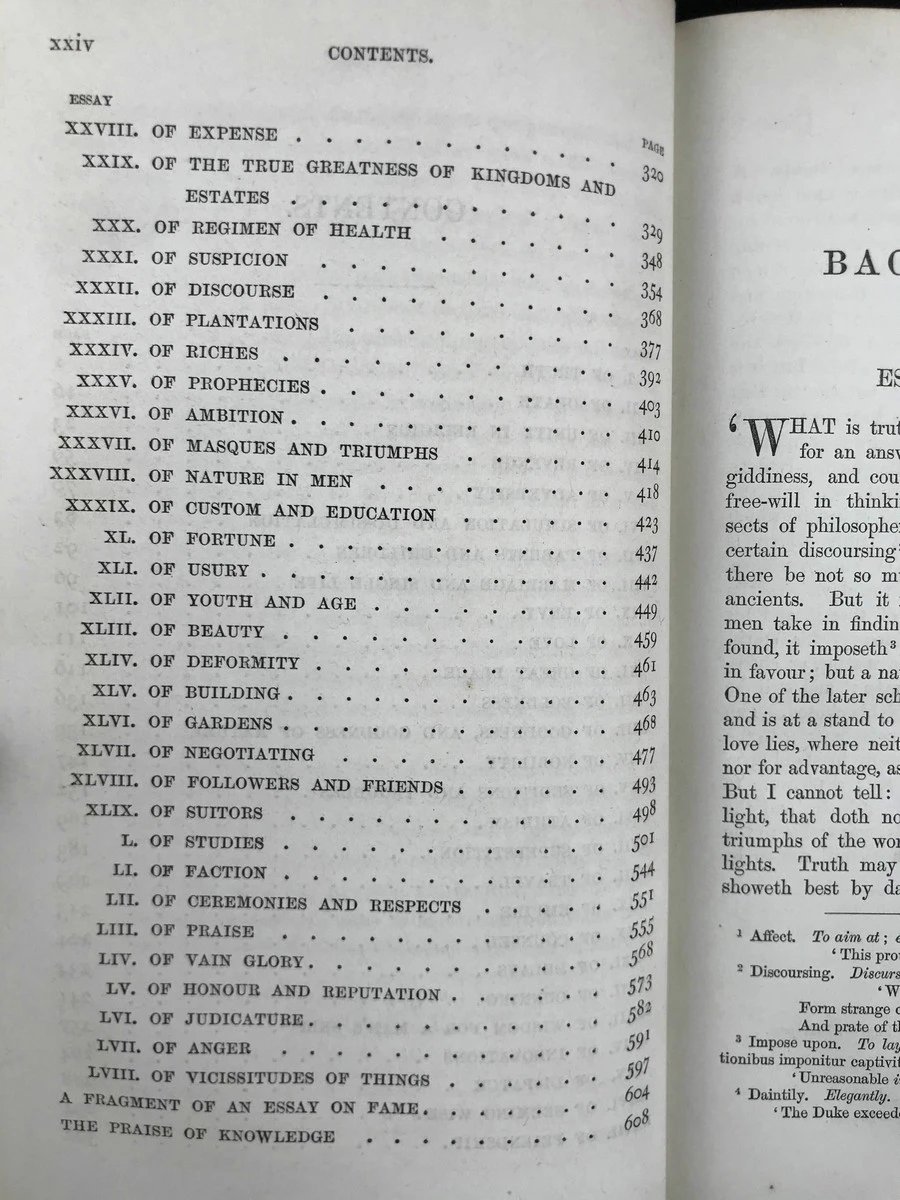 xxiv
CONTENTS.
ESSAY
PAGE
XXVIII. OF EXPENSE . . . . . . . . . . . 320
XXIX. OF THE TRUE GREATNESS OF KINGDOMS AND
ESTATES . . . . . . . . . . . 329
XXX. OF REGIMEN OF HEALTH . . . . . . 348
XXXI. OF SUSPICION . . . . . . . . . 354
XXXII. OF DISCOURSE . . . . . . . . . 368
XXXIII. OF PLANTATIONS . . . . . . . . 377
XXXIV. OF RICHES . . . . . . . . . . 392
XXXV. OF PROPHECIES . . . . . . . . . 403
XXXVI. OF AMBITION . . . . . . . . . . 410
XXXVII. OF MASQUES AND TRIUMPHS . . . . . 414
XXXVIII. OF NATURE IN MEN . . . . . . . 418
XXXIX. OF CUSTOM AND EDUCATION . . . . . 423
XL. OF FORTUNE . . . . . . . . . . 437
XLI. OF USURY . . . . . . . . . . . 442
XLII. OF YOUTH AND AGE . . . . . . . 449
XLIII. OF BEAUTY . . . . . . . . . . 459
XLIV. OF DEFORMITY . . . . . . . . . 461
XLV. OF BUILDING . . . . . . . . . . 463
XLVI. OF GARDENS . . . . . . . . . . 468
XLVII. OF NEGOTIATING . . . . . . . . 477
XLVIII. OF FOLLOWERS AND FRIENDS . . . . . 493
XLIX. OF SUITORS . . . . . . . . . . 498
L. OF STUDIES . . . . . . . . . . 501
LI. OF FACTION . . . . . . . . . . 544
LII. OF CEREMONIES AND RESPECTS . . . . 551
LIII. OF PRAISE . . . . . . . . . . 555
LIV. OF VAIN GLORY . . . . . . . . . 568
LV. OF HONOUR AND REPUTATION . . . . . 573
LVI. OF JUDICATURE . . . . . . . . . 582
LVII. OF ANGER . . . . . . . . . . . 591
LVIII. OF VICISSITUDES OF THINGS . . . . . 597
A FRAGMENT OF AN ESSAY ON FAME. . . . . . 604
THE PRAISE OF KNOWLEDGE . . . . . . . 608
BAC
ES
‘WHAT is trut
for an answ
giddiness, and cou
free-will in thinki
sects of philosophe
certain discoursing
there be not so m
ancients. But it
men take in finding
found, it imposeth³
in favour; but a na
One of the later sch
and is at a stand to
love lies, where neit
nor for advantage, as
But I cannot tell:
light, that doth no
triumphs of the wor
lights. Truth may
showeth best by da
¹ Affect. To aim at; e
‘This pro
² Discoursing. Discurs
‘W
Form strange c
And prate of th
³ Impose upon. To lay
tionibus imponitur captivit
‘Unreasonable i
⁴ Daintily. Elegantly.
‘The Duke exceede